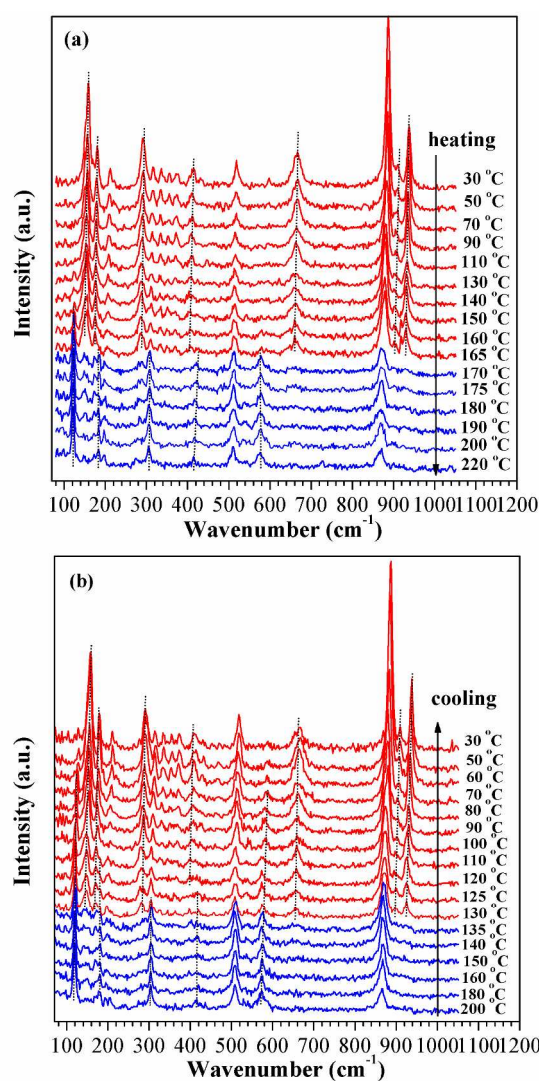 (a)
heating
30 °C
50 °C
70 °C
90 °C
110 °C
130 °C
140 °C
150 °C
160 °C
165 °C
170 °C
175 °C
180 °C
190 °C
200 °C
220 °C
Intensity (a.u.)
100 200 300 400 500 600 700 800 900 1000 1100 1200
Wavenumber (cm-1)
(b)
cooling
30 °C
50 °C
60 °C
70 °C
80 °C
90 °C
100 °C
110 °C
120 °C
125 °C
130 °C
135 °C
140 °C
150 °C
160 °C
180 °C
200 °C
Intensity (a.u.)
100 200 300 400 500 600 700 800 900 1000 1100 1200
Wavenumber (cm-1)